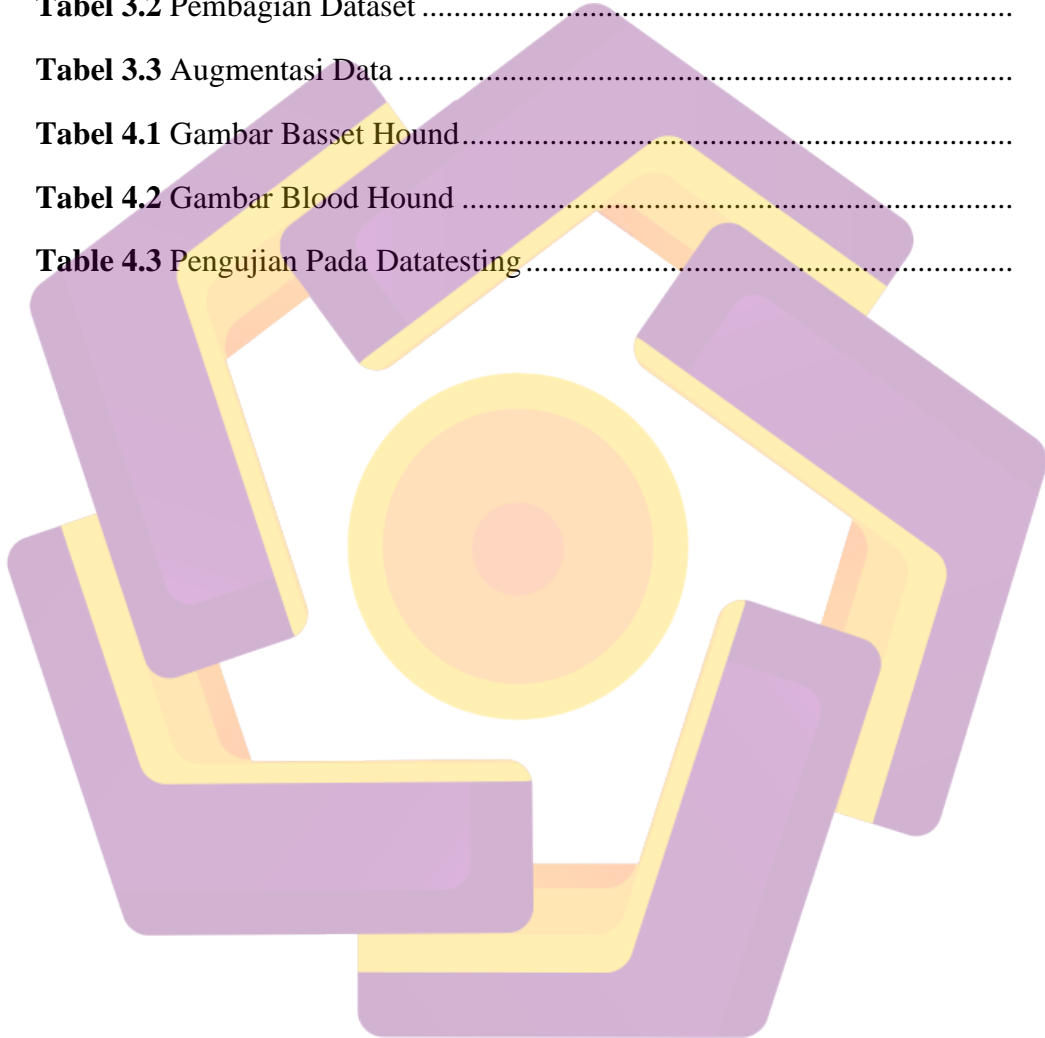 Tabel 3.2 Pembagian Dataset ..........................................................................
Tabel 3.3 Augmentasi Data .............................................................................
Tabel 4.1 Gambar Basset Hound.....................................................................
Tabel 4.2 Gambar Blood Hound .....................................................................
Table 4.3 Pengujian Pada Datatesting .............................................................